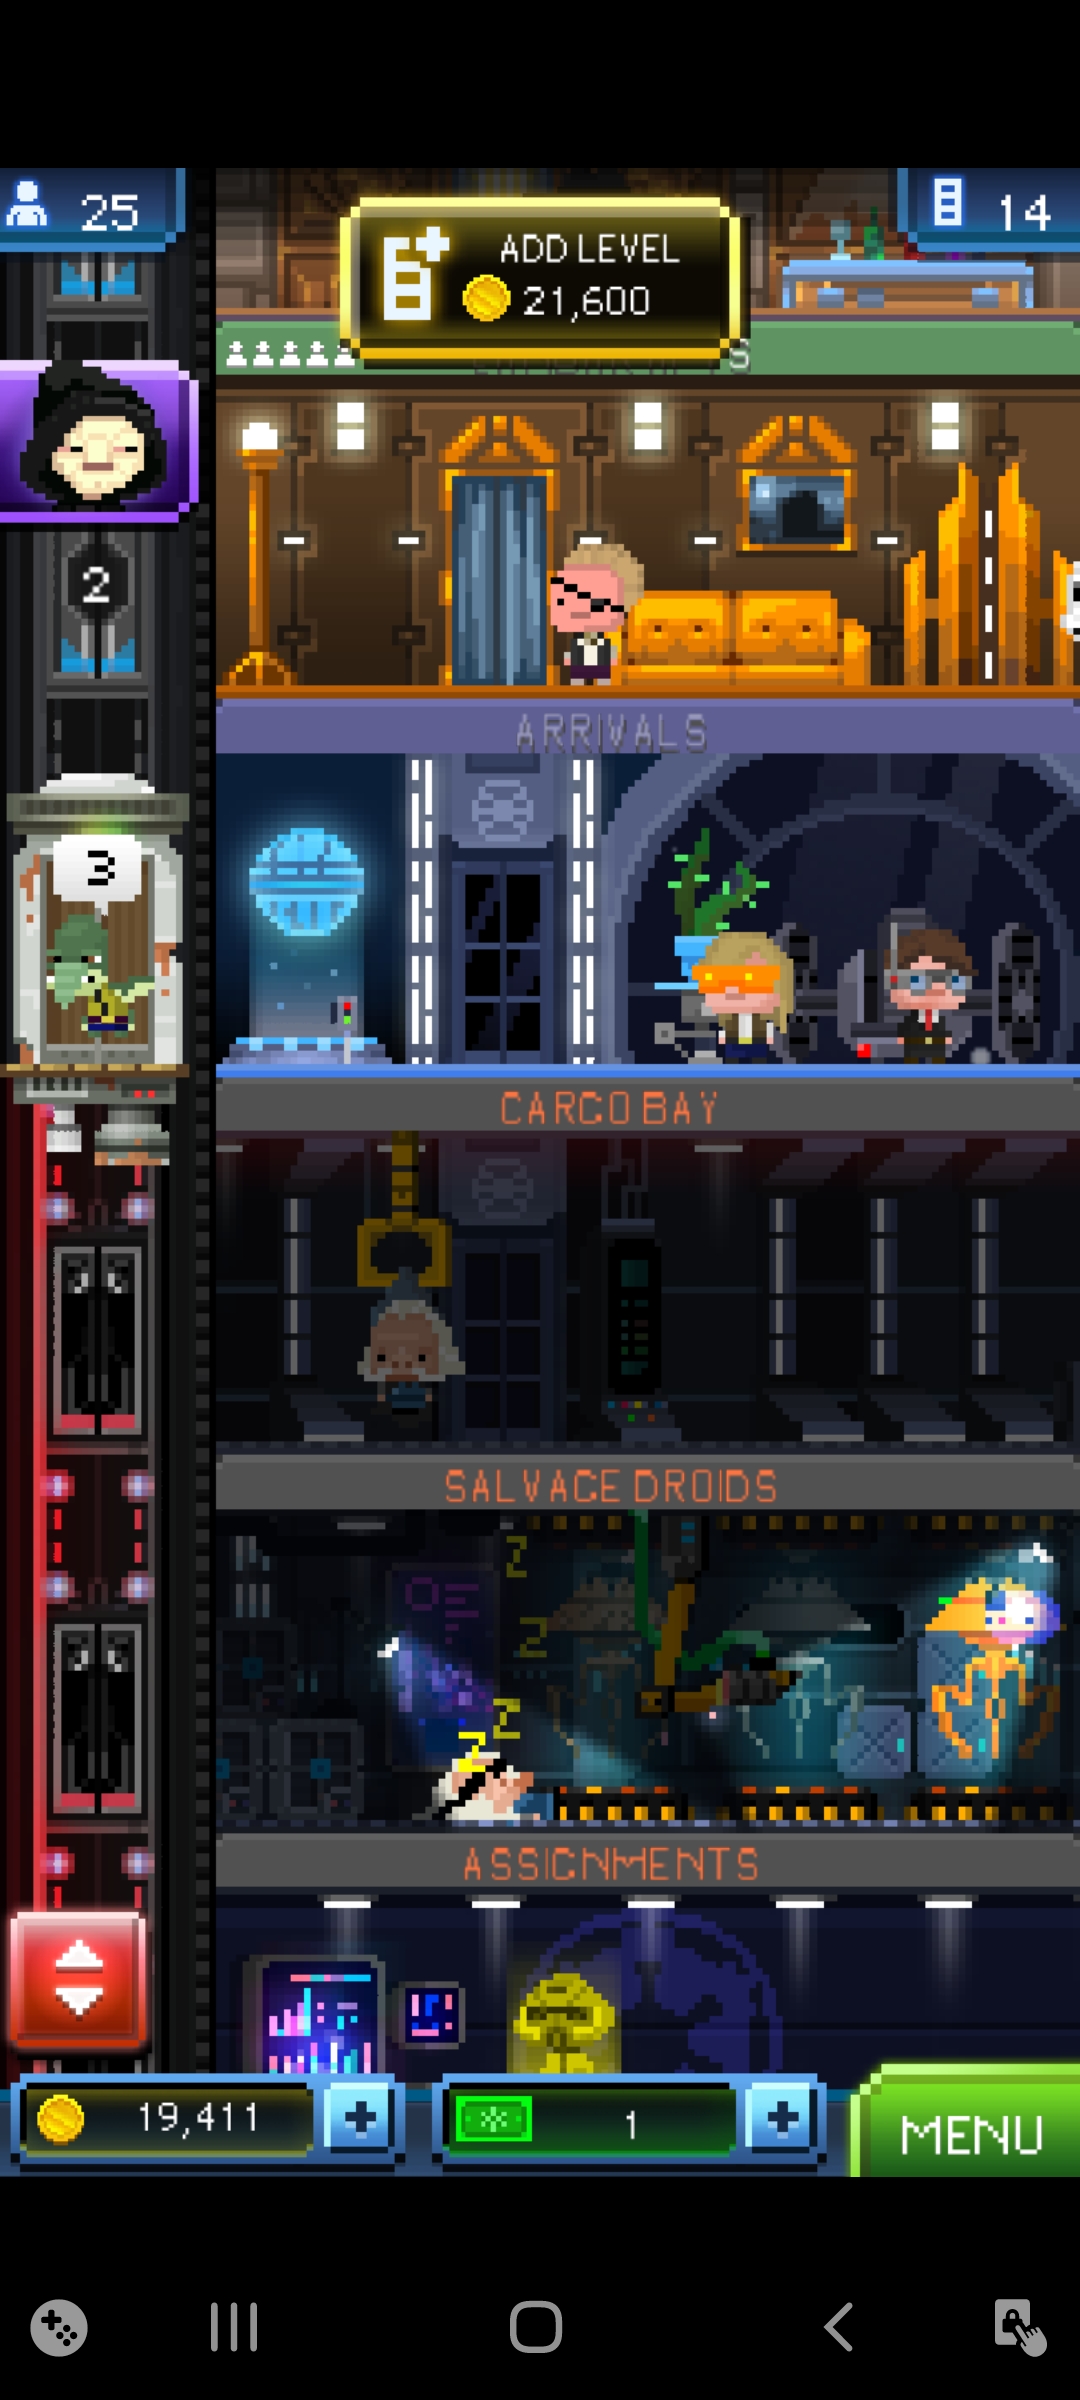 25
14
ADD LEVEL
21,600
S
2
ARRIVALS
3
CARGO BAY
SALVAGE DROIDS
Z
Z
Z
Z
ASSIGNMENTS
19,411
1
MENU